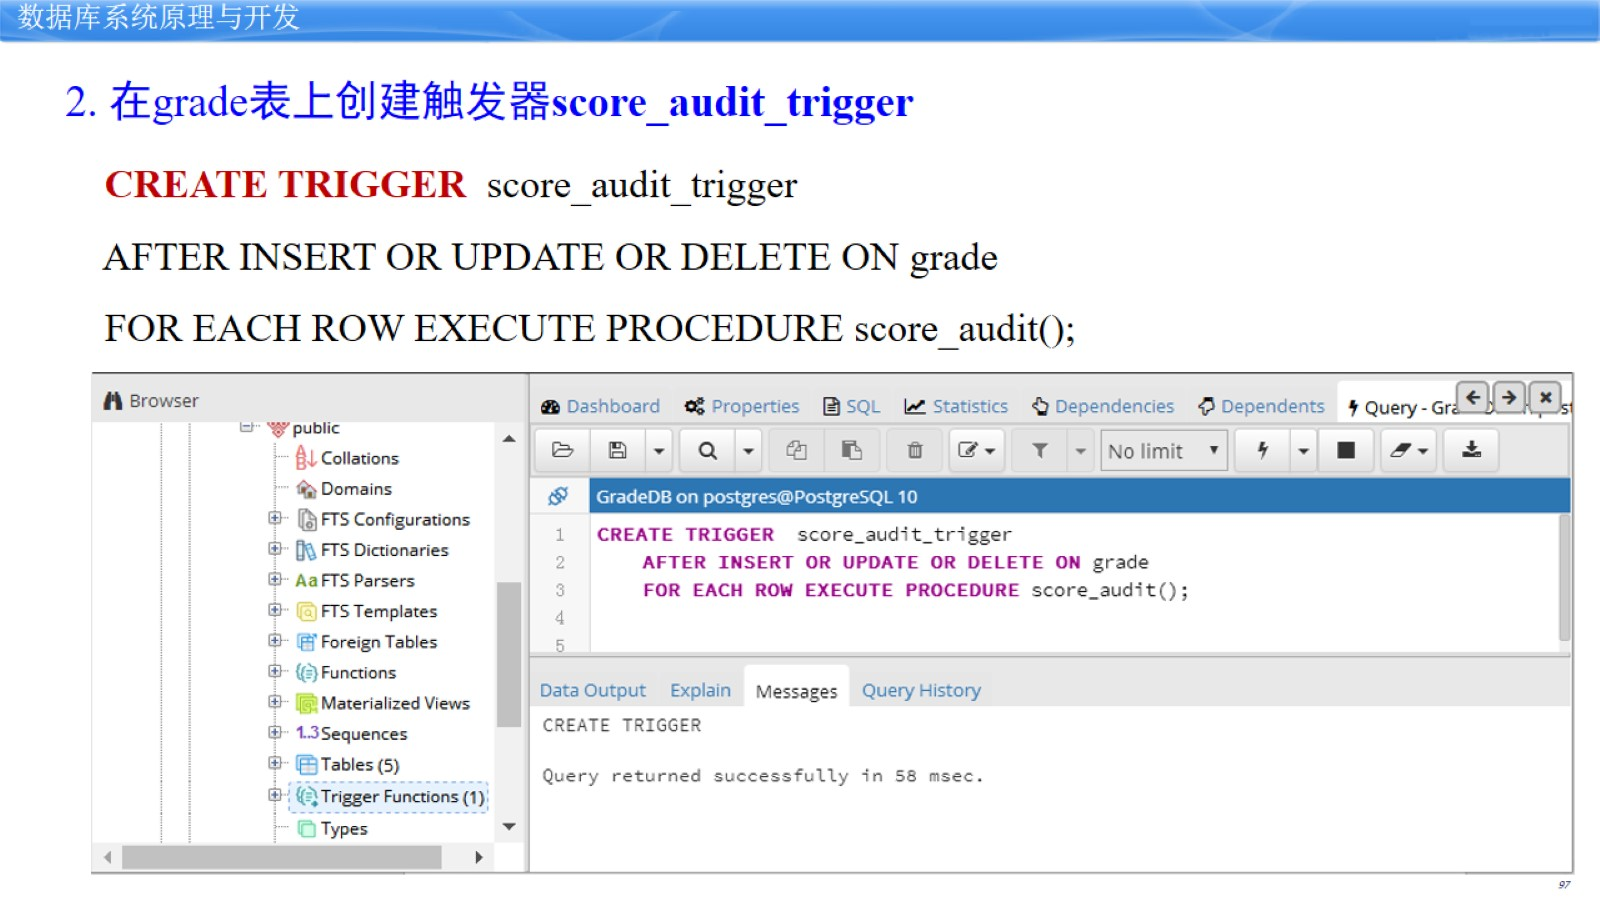 数据库系统原理与开发
2. 在grade表上创建触发器score_audit_trigger
CREATE TRIGGER score_audit_trigger
AFTER INSERT OR UPDATE OR DELETE ON grade
FOR EACH ROW EXECUTE PROCEDURE score_audit();
Browser
public
Collations
Domains
FTS Configurations
FTS Dictionaries
Aa FTS Parsers
FTS Templates
Foreign Tables
Functions
Materialized Views
1..3 Sequences
Tables (5)
Trigger Functions (1)
Types
Dashboard Properties SQL Statistics Dependencies Dependents Query - Gra
No limit
GradeDB on postgres@PostgreSQL 10
1 CREATE TRIGGER score_audit_trigger
2 AFTER INSERT OR UPDATE OR DELETE ON grade
3 FOR EACH ROW EXECUTE PROCEDURE score_audit();
4
5
Data Output Explain Messages Query History
CREATE TRIGGER
Query returned successfully in 58 msec.
97